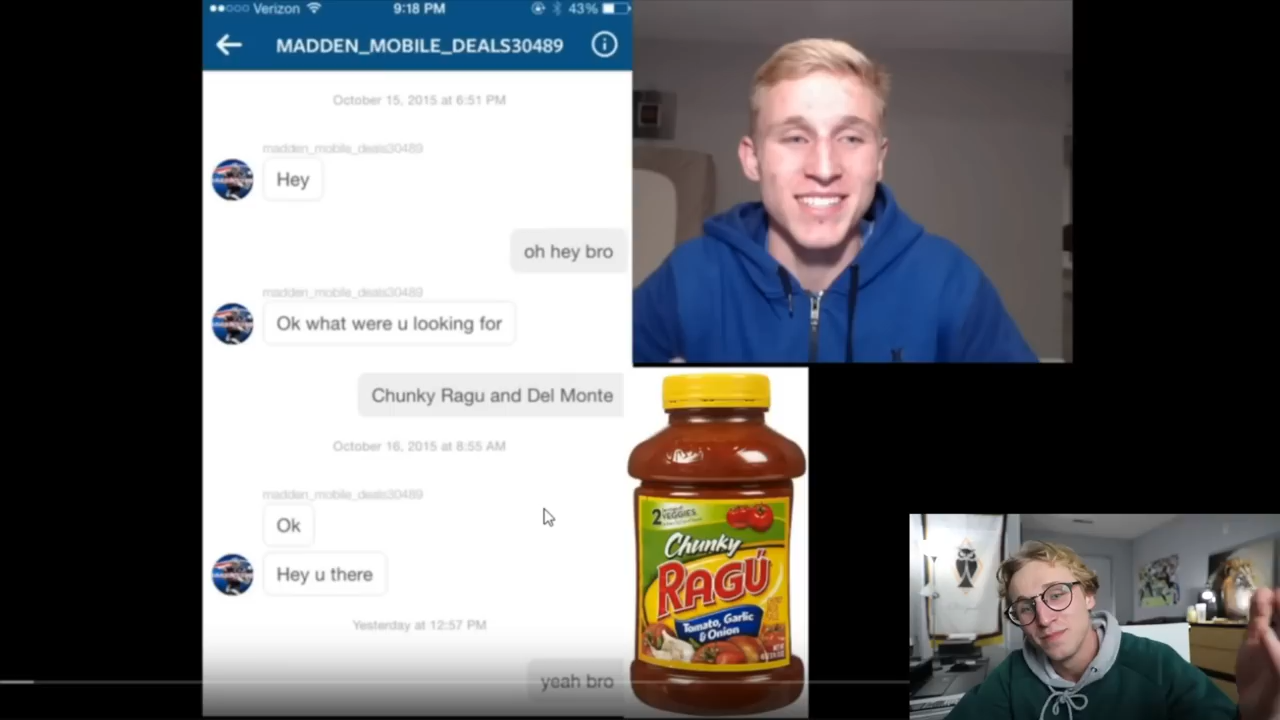 Verizon 9:18 PM 43%
MADDEN_MOBILE_DEALS30489
October 15, 2015 at 6:51 PM
madden_mobile_deals30489
Hey
oh hey bro
madden_mobile_deals30489
Ok what were u looking for
Chunky Ragu and Del Monte
October 16, 2015 at 8:55 AM
madden_mobile_deals30489
Ok
Hey u there
Yesterday at 12:57 PM
yeah bro
2
VEGGIES
Chunky
RAGÚ
Tomato, Garlic
& Onion